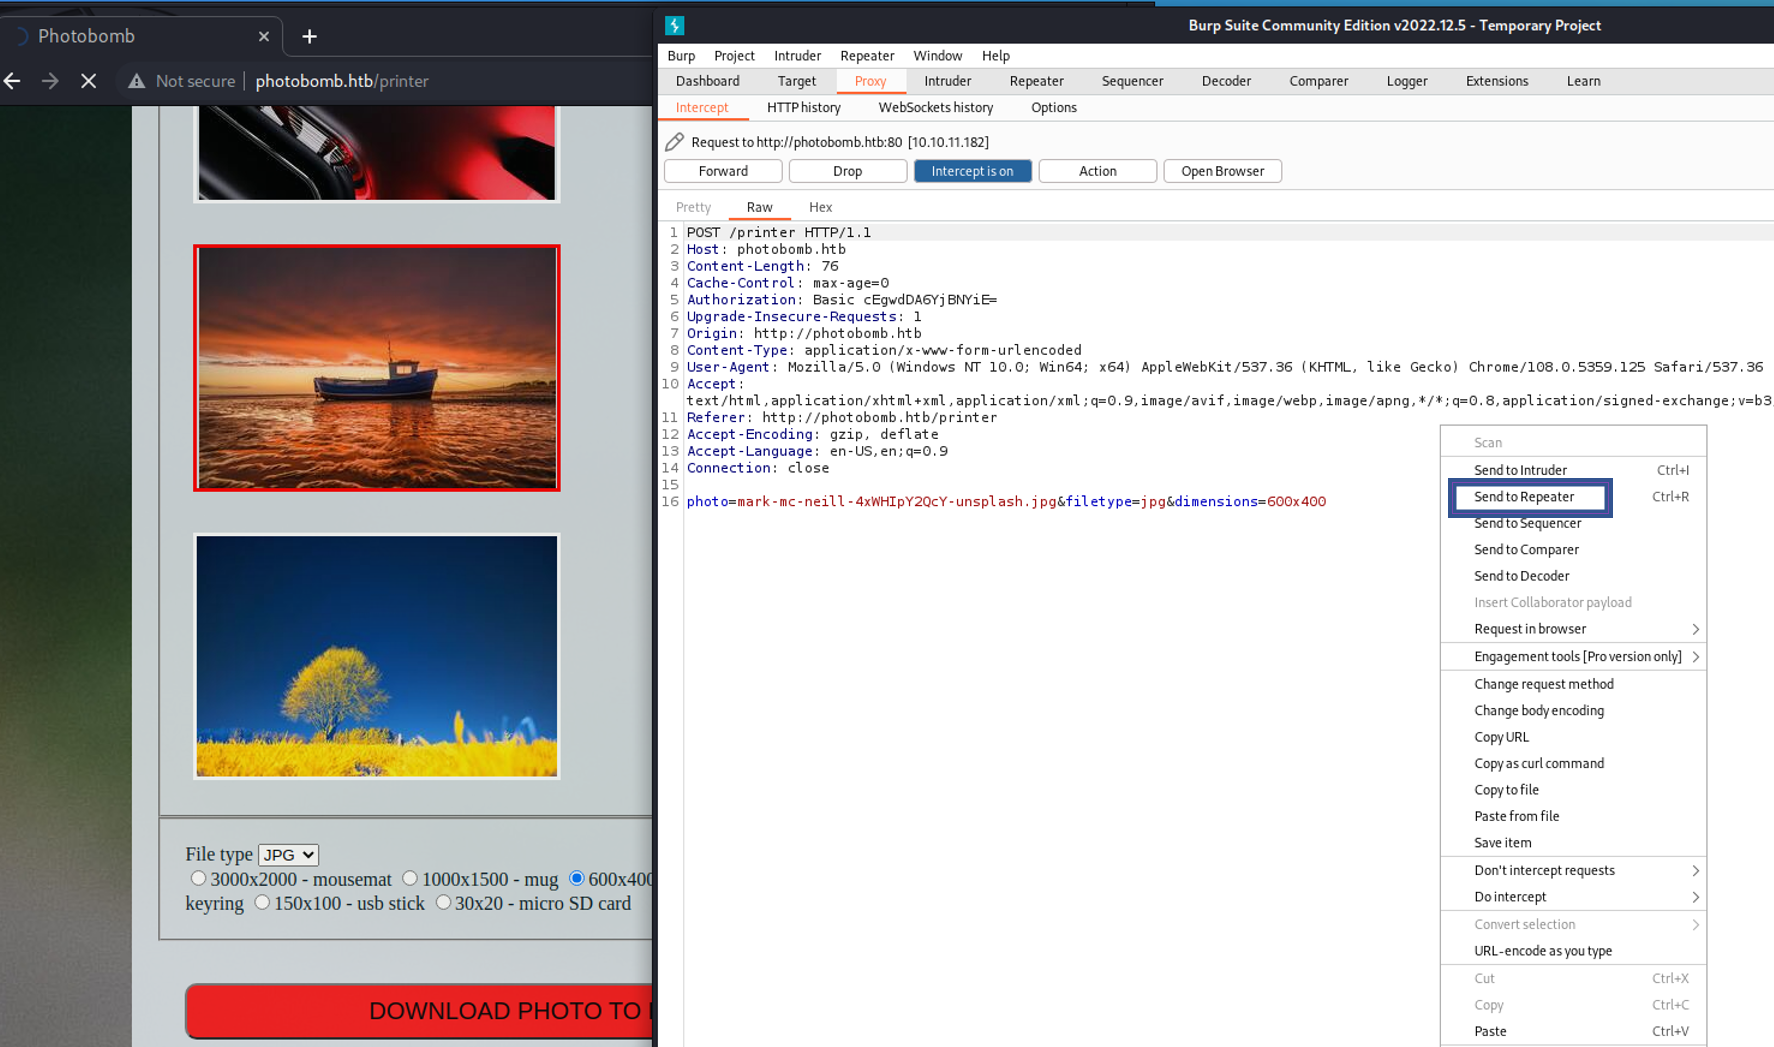 Photobomb
Not secure
photobomb.htb/printer
File type JPG
3000x2000 - mousemat 1000x1500 - mug 600x400
keyring 150x100 - usb stick 30x20 - micro SD card
DOWNLOAD PHOTO TO
Burp Suite Community Edition v2022.12.5 - Temporary Project
Burp Project Intruder Repeater Window Help
Dashboard Target Proxy Intruder Repeater Sequencer Decoder Comparer Logger Extensions Learn
Intercept HTTP history WebSockets history Options
Request to http://photobomb.htb:80 [10.10.11.182]
Forward Drop Intercept is on Action Open Browser
Pretty Raw Hex
1 POST /printer HTTP/1.1
2 Host: photobomb.htb
3 Content-Length: 76
4 Cache-Control: max-age=0
5 Authorization: Basic cEgwdDA6YjBNYiE=
6 Upgrade-Insecure-Requests: 1
7 Origin: http://photobomb.htb
8 Content-Type: application/x-www-form-urlencoded
9 User-Agent: Mozilla/5.0 (Windows NT 10.0; Win64; x64) AppleWebKit/537.36 (KHTML, like Gecko) Chrome/108.0.5359.125 Safari/537.36
10 Accept:
text/html,application/xhtml+xml,application/xml;q=0.9,image/avif,image/webp,image/apng,*/*;q=0.8,application/signed-exchange;v=b3
11 Referer: http://photobomb.htb/printer
12 Accept-Encoding: gzip, deflate
13 Accept-Language: en-US,en;q=0.9
14 Connection: close
15
16 photo=mark-mc-neill-4xWHIpY2QcY-unsplash.jpg&filetype=jpg&dimensions=600x400
Scan
Send to Intruder Ctrl+I
Send to Repeater Ctrl+R
Send to Sequencer
Send to Comparer
Send to Decoder
Insert Collaborator payload
Request in browser
Engagement tools [Pro version only]
Change request method
Change body encoding
Copy URL
Copy as curl command
Copy to file
Paste from file
Save item
Don't intercept requests
Do intercept
Convert selection
URL-encode as you type
Cut Ctrl+X
Copy Ctrl+C
Paste Ctrl+V